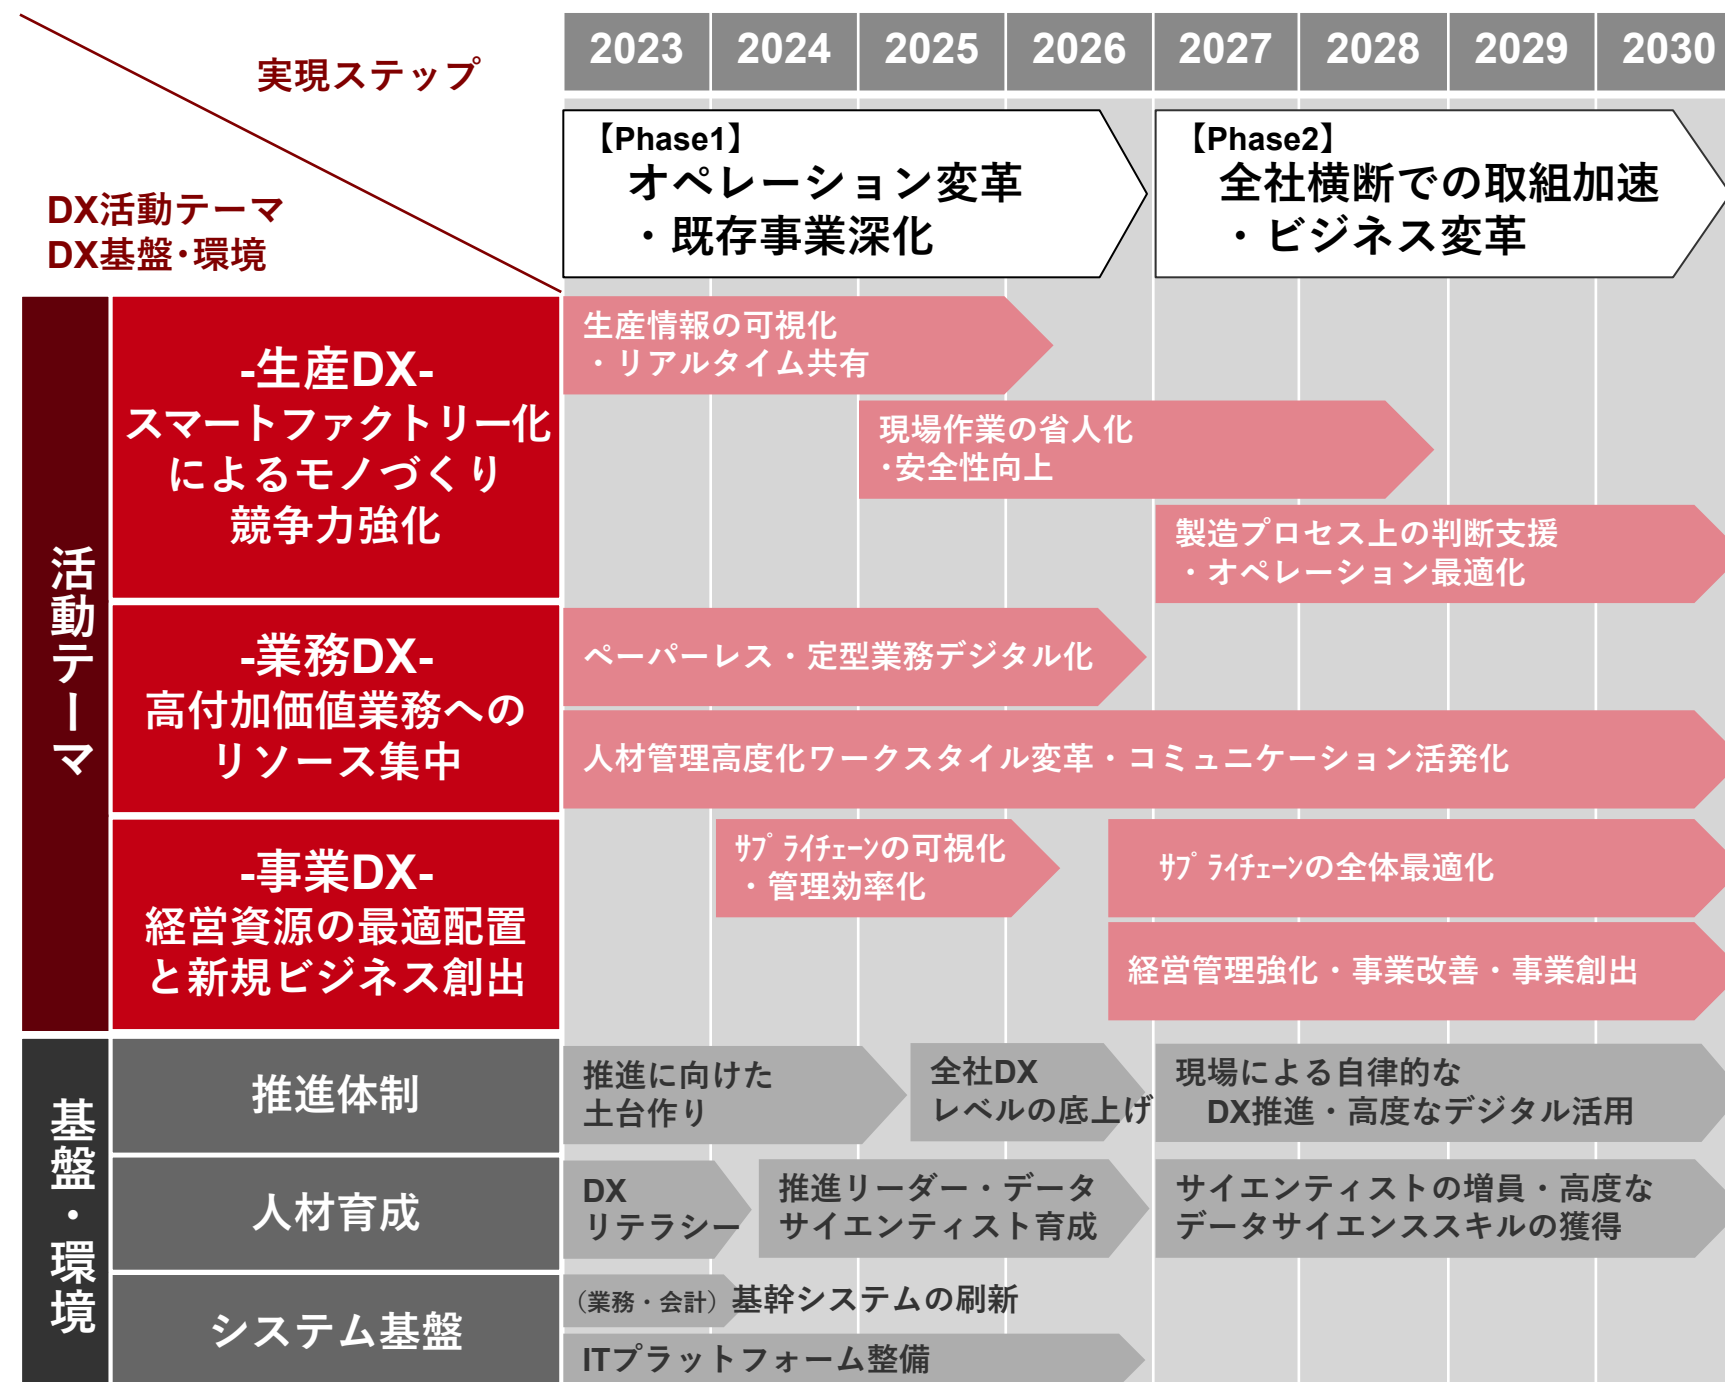 実現ステップ
DX活動テーマ
DX基盤･環境
2023 2024 2025 2026 2027 2028 2029 2030
【Phase1】
オペレーション変革
・既存事業深化
【Phase2】
全社横断での取組加速
・ビジネス変革
活動テーマ
-生産DX-
スマートファクトリー化
によるモノづくり
競争力強化
生産情報の可視化
・リアルタイム共有
現場作業の省人化
･安全性向上
製造プロセス上の判断支援
・オペレーション最適化
-業務DX-
高付加価値業務への
リソース集中
ペーパーレス・定型業務デジタル化
人材管理高度化ワークスタイル変革・コミュニケーション活発化
-事業DX-
経営資源の最適配置
と新規ビジネス創出
ｻﾌﾟﾗｲﾁｪｰﾝの可視化
・管理効率化
ｻﾌﾟﾗｲﾁｪｰﾝの全体最適化
経営管理強化・事業改善・事業創出
基盤・環境
推進体制
推進に向けた
土台作り
全社DX
レベルの底上げ
現場による自律的な
DX推進・高度なデジタル活用
人材育成
DX
リテラシー
推進リーダー・データ
サイエンティスト育成
サイエンティストの増員・高度な
データサイエンススキルの獲得
システム基盤
（業務・会計）基幹システムの刷新
ITプラットフォーム整備